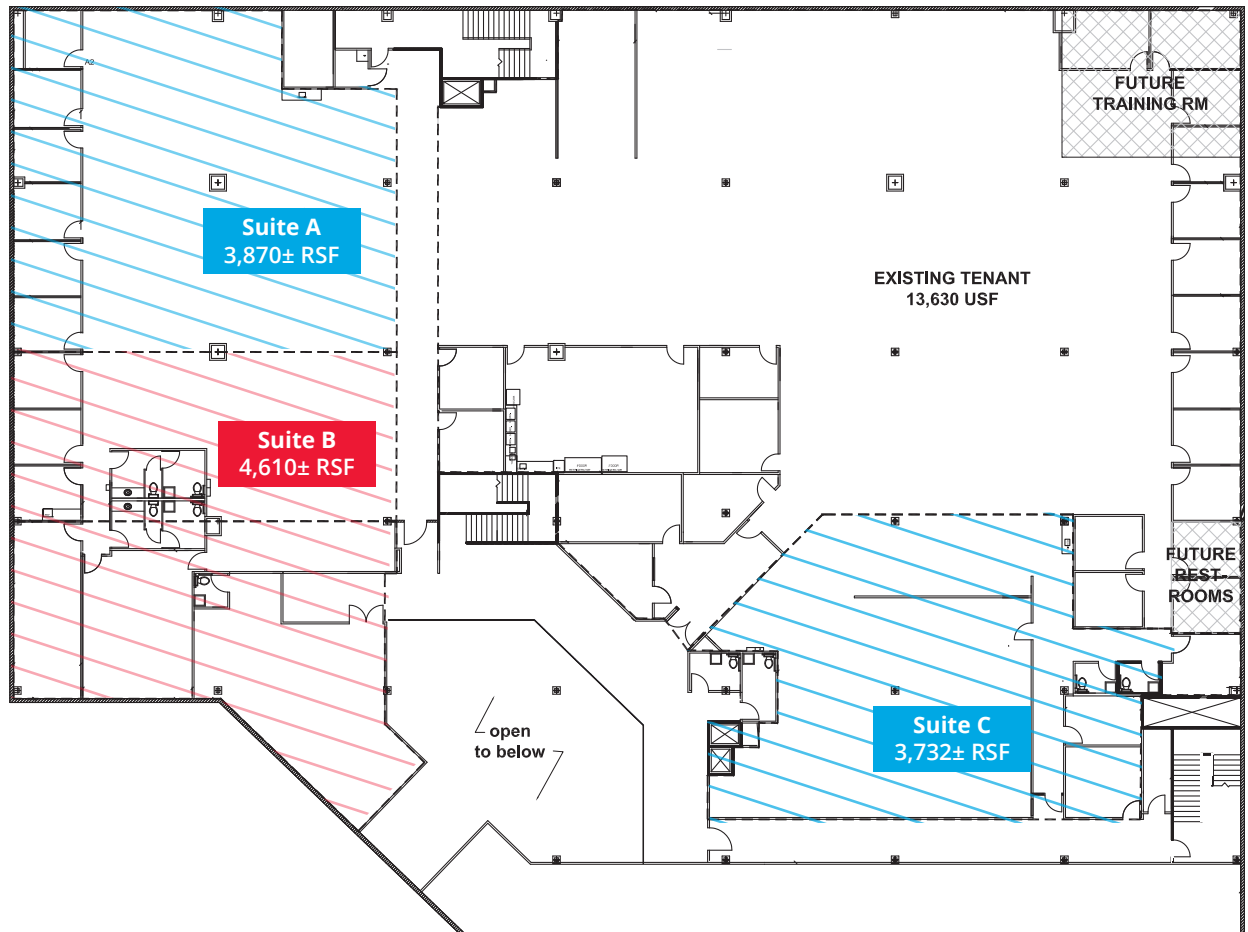 A2
FUTURE
TRAINING RM
Suite A
3,870± RSF
EXISTING TENANT
13,630 USF
Suite B
4,610± RSF
FUTURE
REST
ROOMS
Suite C
3,732± RSF
open
to below